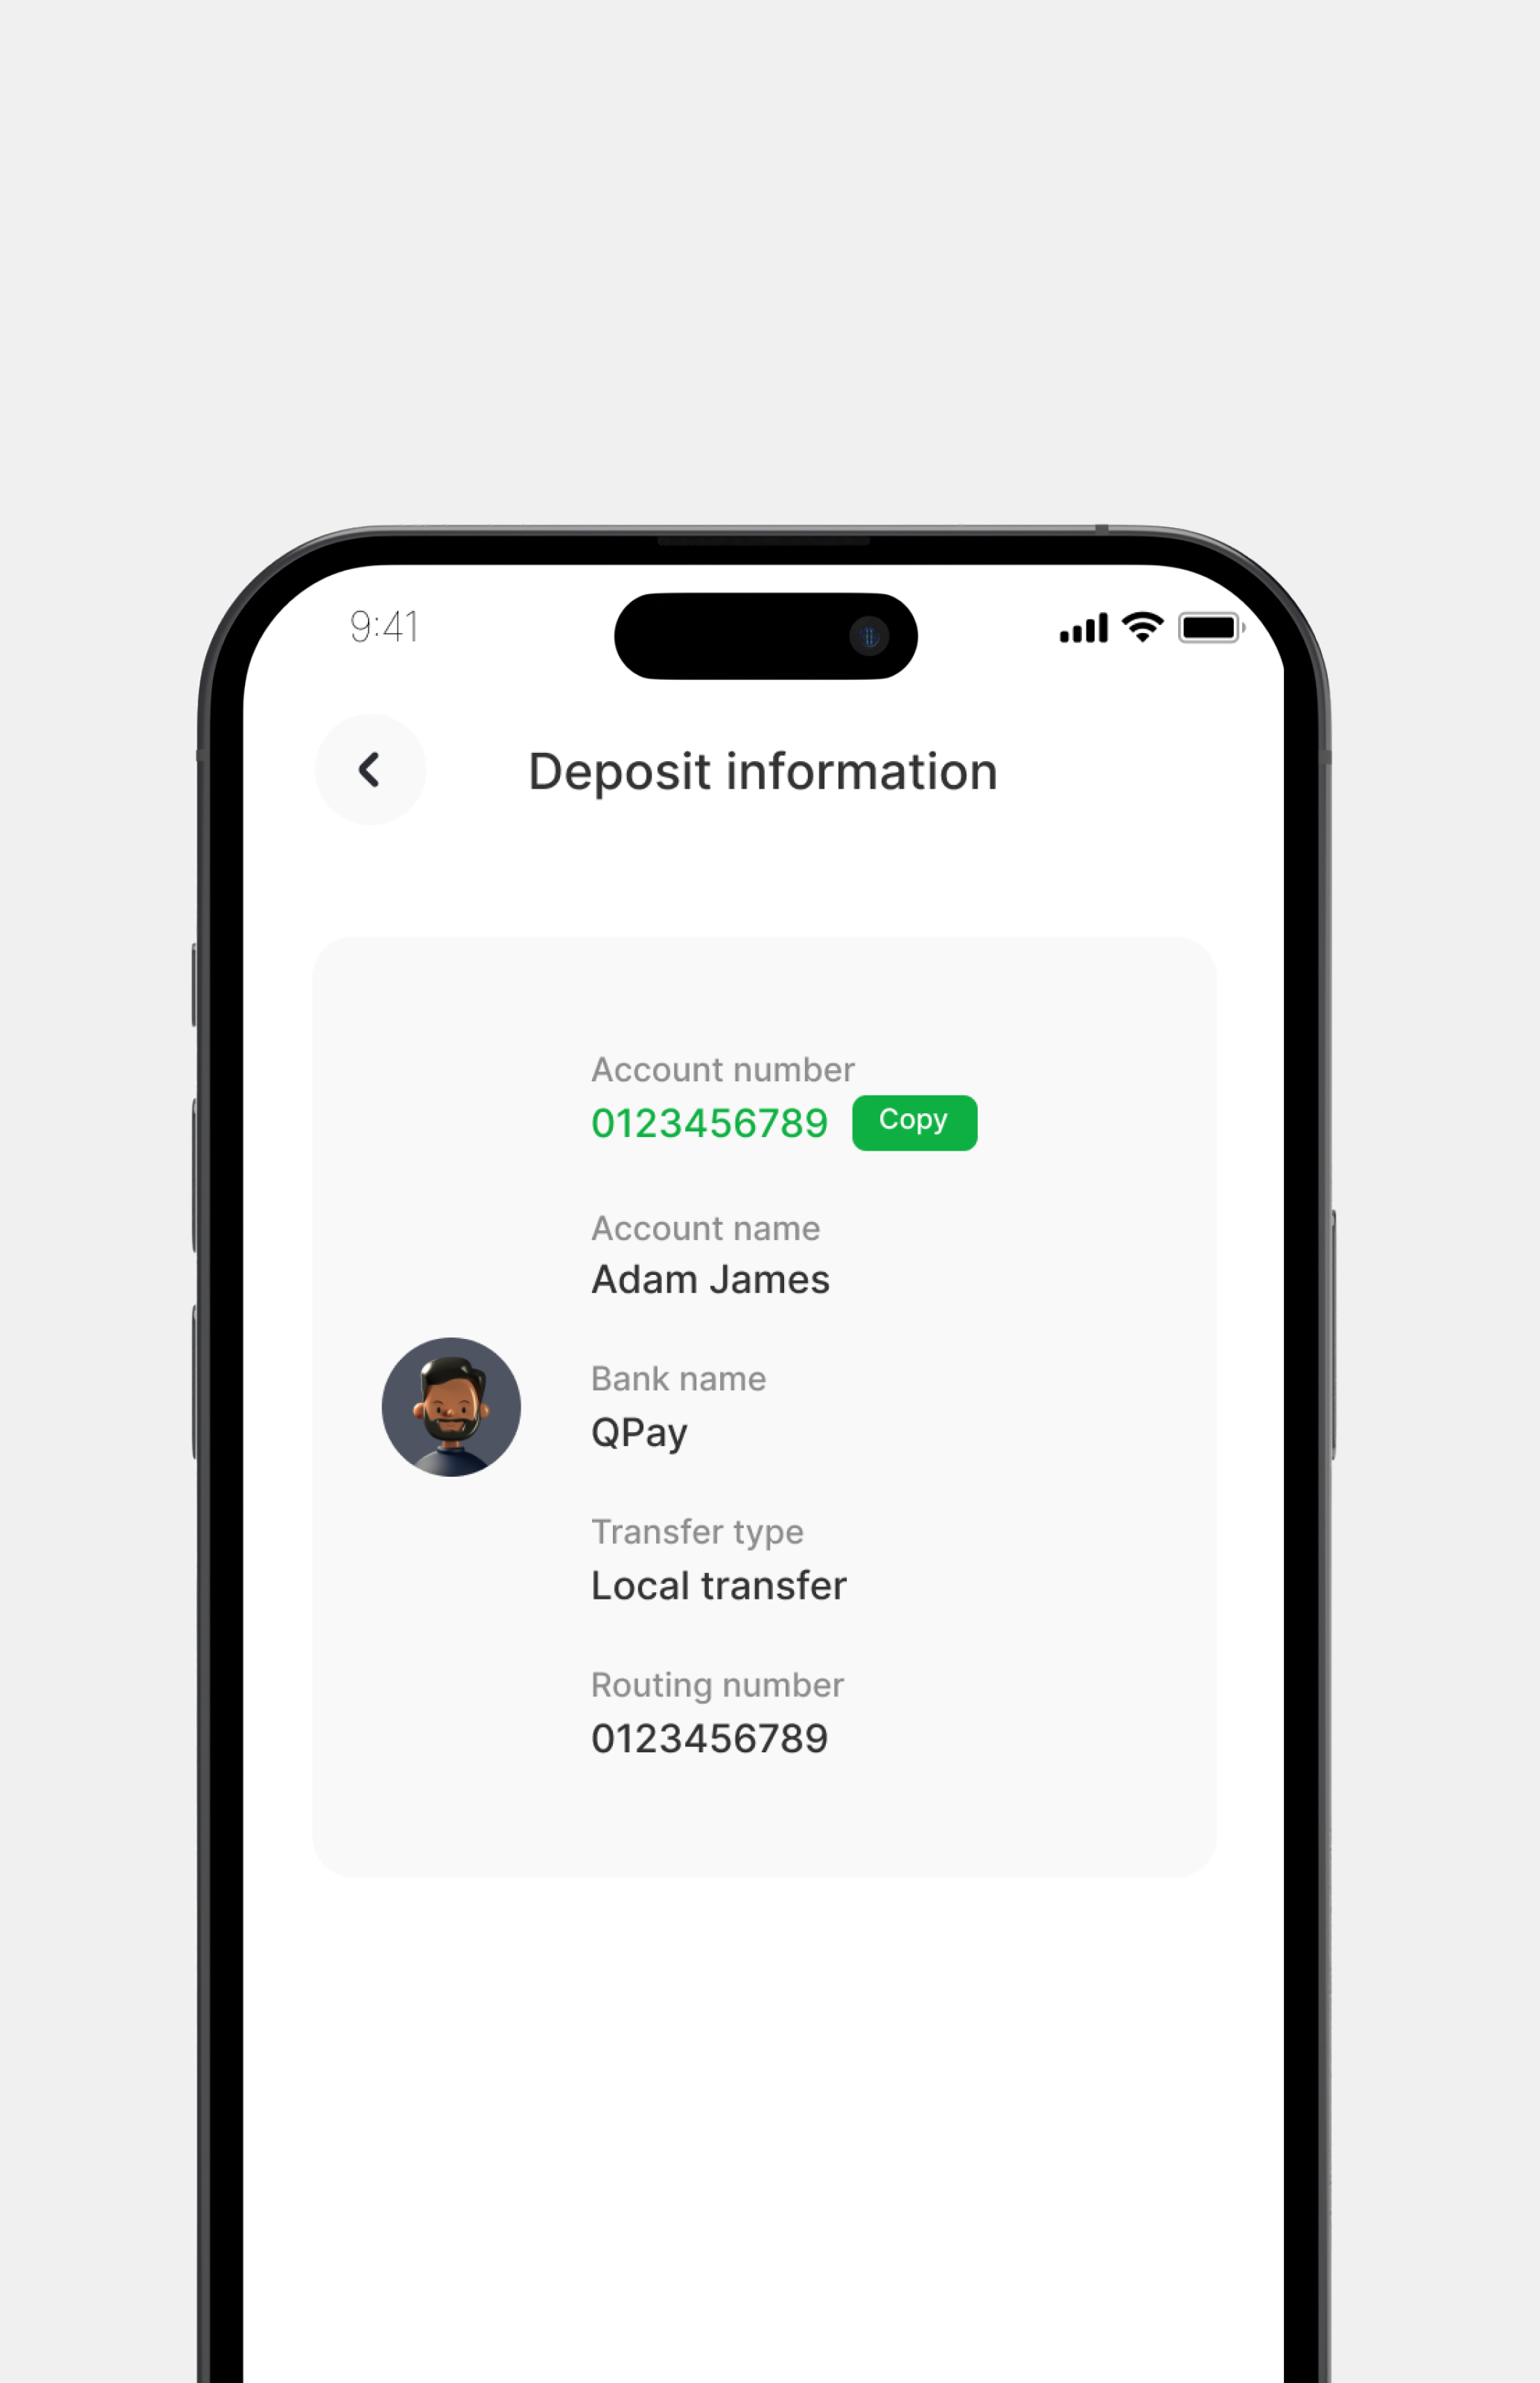 9:41
Deposit information
Account number
0123456789 Copy
Account name
Adam James
Bank name
QPay
Transfer type
Local transfer
Routing number
0123456789